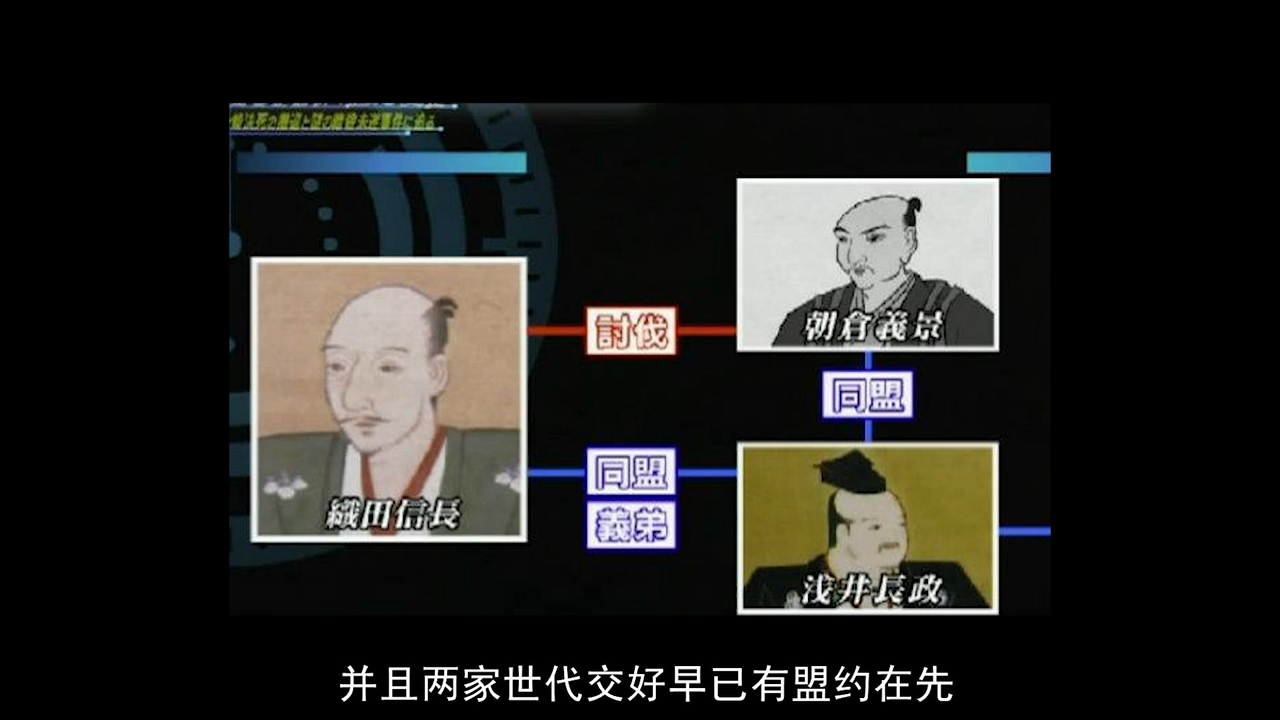 討伐
朝倉義景
同盟
同盟
義弟
織田信長
浅井長政
并且两家世代交好早已有盟约在先